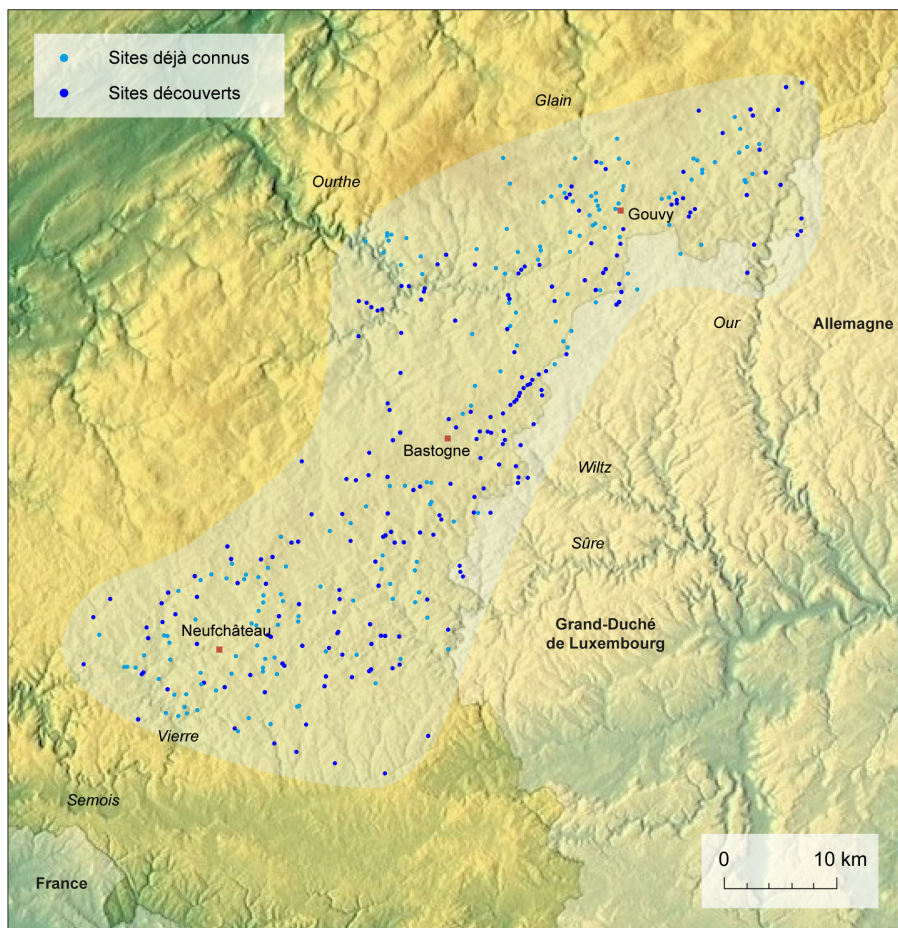 Sites déjà connus
Sites découverts
Glain
Ourthe
Gouvy
Our
Allemagne
Bastogne
Wiltz
Sûre
Neufchâteau
Grand-Duché
de Luxembourg
Vierre
Semois
France
0 10 km